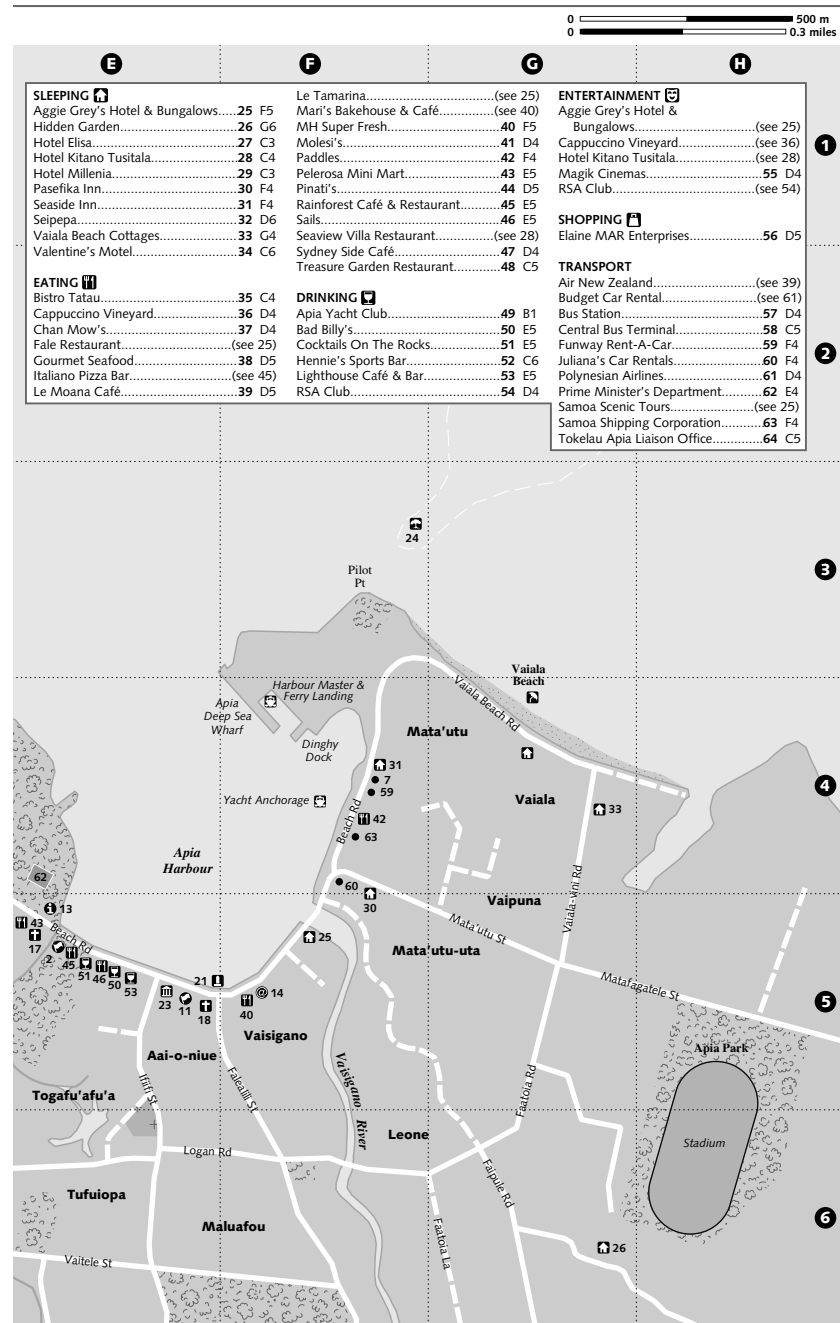 0 500 m
0 0.3 miles
E F G H
SLEEPING
Aggie Grey's Hotel & Bungalows.....25 F5
Hidden Garden..........26 G6
Hotel Elisa..........27 C3
Hotel Kitano Tusitala..........28 C4
Hotel Millenia..........29 C3
Pasefika Inn..........30 F4
Seaside Inn..........31 F4
Seipepa..........32 D6
Vaiala Beach Cottages..........33 G4
Valentine's Motel..........34 C6
EATING
Bistro Tatau..........35 C4
Cappuccino Vineyard..........36 D4
Chan Mow's..........37 D4
Fale Restaurant..........(see 25)
Gourmet Seafood..........38 D5
Italiano Pizza Bar..........(see 45)
Le Moana Café..........39 D5
Le Tamarina..........(see 25)
Mari's Bakehouse & Café..........(see 40)
MH Super Fresh..........40 F5
Molesi's..........41 D4
Paddles..........42 F4
Pelerosa Mini Mart..........43 E5
Pinati's..........44 D5
Rainforest Café & Restaurant..........45 E5
Sails..........46 E5
Seaview Villa Restaurant..........(see 28)
Sydney Side Café..........47 D4
Treasure Garden Restaurant..........48 C5
DRINKING
Apia Yacht Club..........49 B1
Bad Billy's..........50 E5
Cocktails On The Rocks..........51 E5
Hennie's Sports Bar..........52 C6
Lighthouse Café & Bar..........53 E5
RSA Club..........54 D4
ENTERTAINMENT
Aggie Grey's Hotel &
Bungalows..........(see 25)
Cappuccino Vineyard..........(see 36)
Hotel Kitano Tusitala..........(see 28)
Magik Cinemas..........55 D4
RSA Club..........(see 54)
SHOPPING
Elaine MAR Enterprises..........56 D5
TRANSPORT
Air New Zealand..........(see 39)
Budget Car Rental..........(see 61)
Bus Station..........57 D4
Central Bus Terminal..........58 C5
Funway Rent-A-Car..........59 F4
Juliana's Car Rentals..........60 F4
Polynesian Airlines..........61 D4
Prime Minister's Department..........62 E4
Samoa Scenic Tours..........(see 25)
Samoa Shipping Corporation..........63 F4
Tokelau Apia Liaison Office..........64 C5
1
2
24
3
Pilot
Pt
Vaiala
Beach
Vaiala Beach Rd
Harbour Master &
Ferry Landing
Apia
Deep Sea
Wharf
Dinghy
Dock
Mata'utu
31
7
59
4
Vaiala
33
Yacht Anchorage
Beach Rd
42
63
Apia
Harbour
62
60
30
Vaipuna
Vaiala-vini Rd
13
43
17
Beach Rd
2
45
51
46
50
53
25
Mata'utu St
Mata'utu-uta
Matafagatele St
21
23
11
18
14
40
5
Vaisigano
Apia Park
Aai-o-niue
Vaisigano River
Togafu'afu'a
Ififi St
Falealili St
Faatoia Rd
Leone
Stadium
Logan Rd
Faipule Rd
Tufuiopa
Maluafou
Faatoia La
6
26
Vaitele St